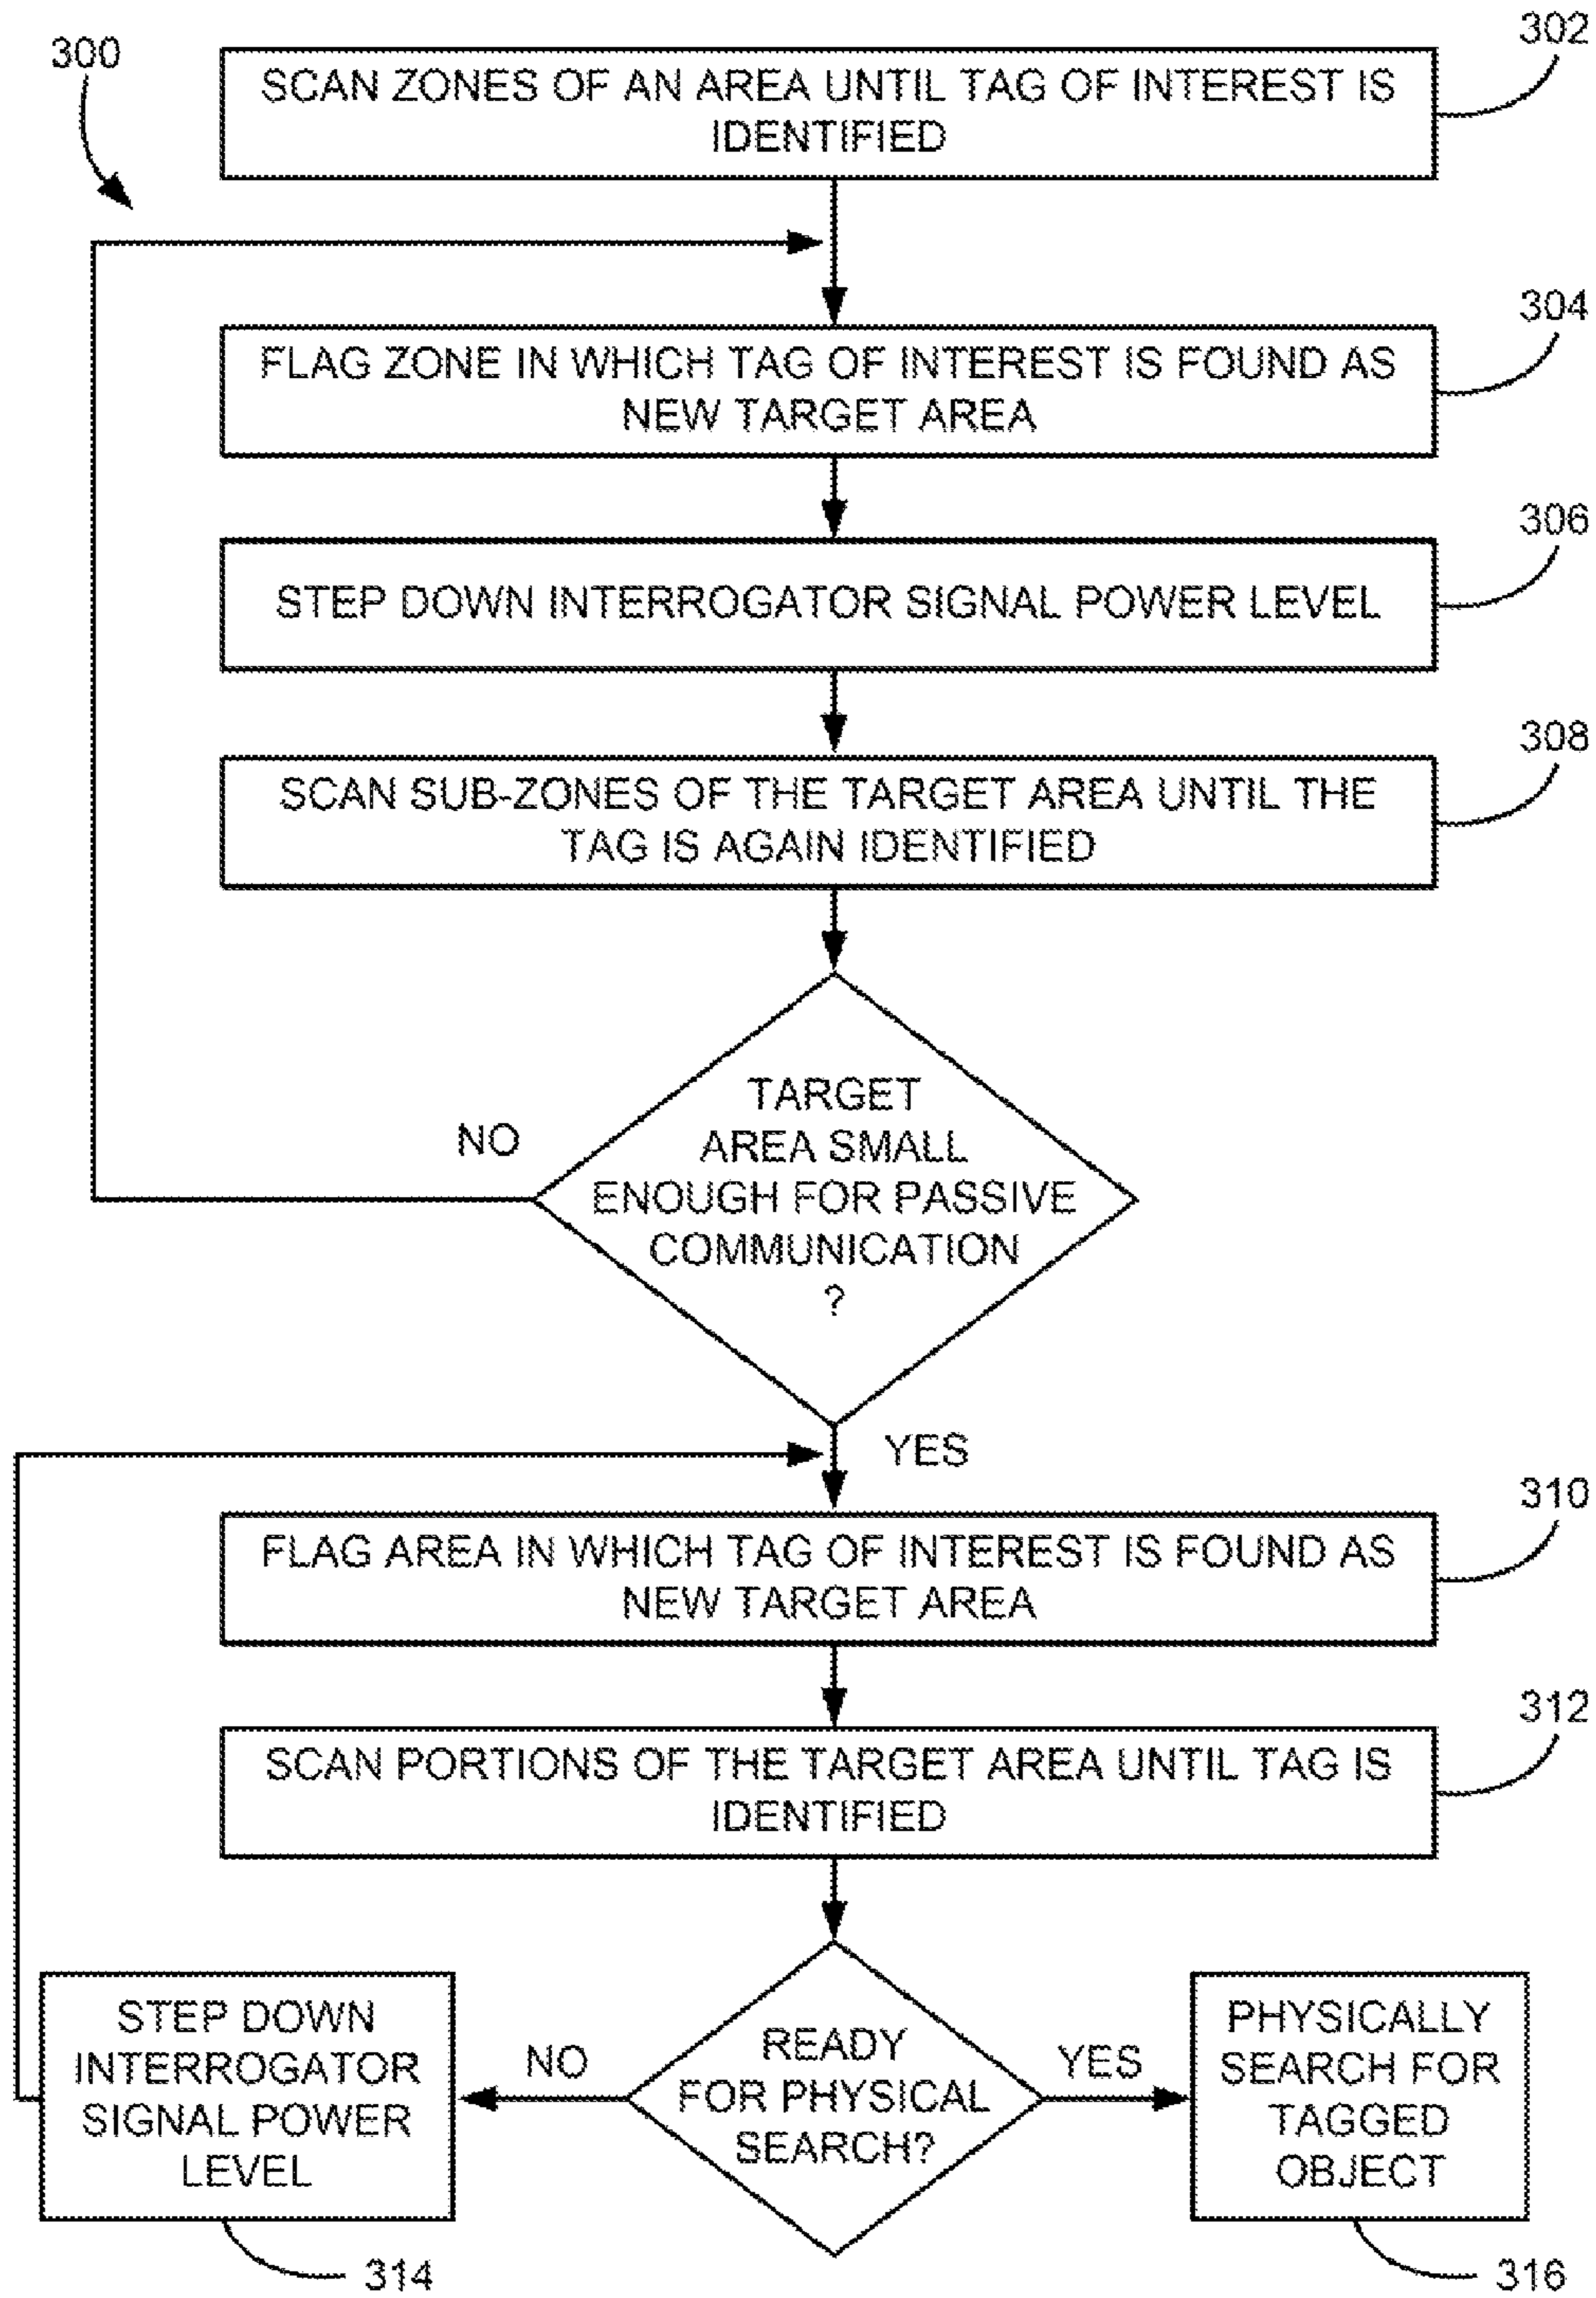 300
302
SCAN ZONES OF AN AREA UNTIL TAG OF INTEREST IS
IDENTIFIED
304
FLAG ZONE IN WHICH TAG OF INTEREST IS FOUND AS
NEW TARGET AREA
306
STEP DOWN INTERROGATOR SIGNAL POWER LEVEL
308
SCAN SUB-ZONES OF THE TARGET AREA UNTIL THE
TAG IS AGAIN IDENTIFIED
TARGET
AREA SMALL
ENOUGH FOR PASSIVE
COMMUNICATION
?
NO
YES
310
FLAG AREA IN WHICH TAG OF INTEREST IS FOUND AS
NEW TARGET AREA
312
SCAN PORTIONS OF THE TARGET AREA UNTIL TAG IS
IDENTIFIED
READY
FOR PHYSICAL
SEARCH?
NO
YES
STEP DOWN
INTERROGATOR
SIGNAL POWER
LEVEL
314
PHYSICALLY
SEARCH FOR
TAGGED
OBJECT
316